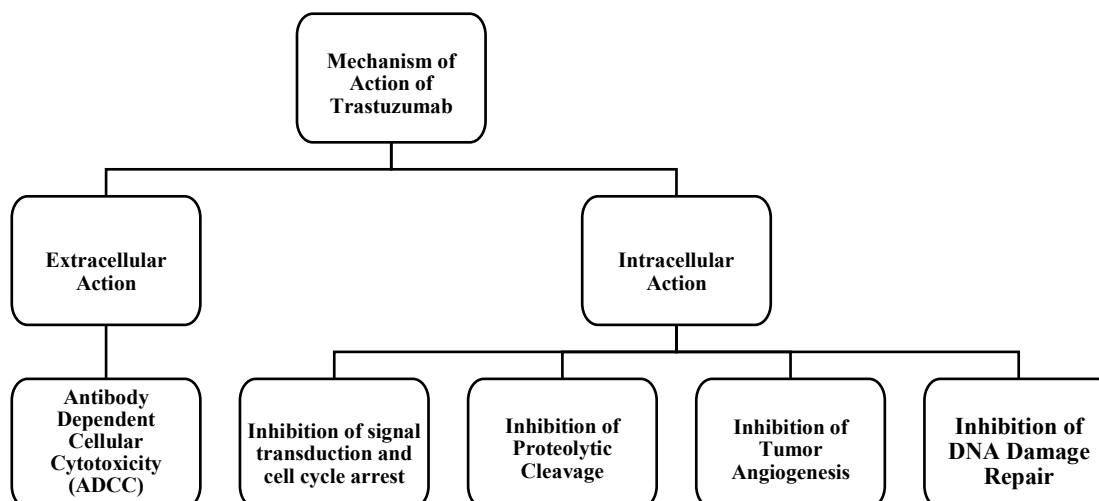 Mechanism of
Action of
Trastuzumab
Extracellular
Action
Intracellular
Action
Antibody
Dependent
Cellular
Cytotoxicity
(ADCC)
Inhibition of signal
transduction and
cell cycle arrest
Inhibition of
Proteolytic
Cleavage
Inhibition of
Tumor
Angiogenesis
Inhibition of
DNA Damage
Repair